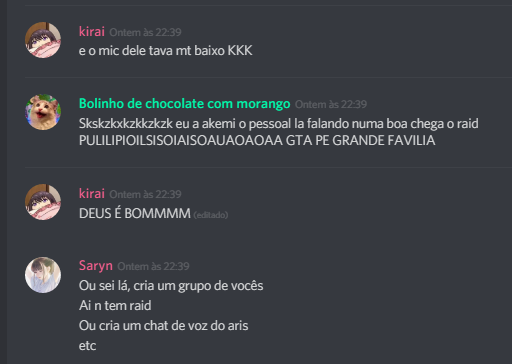 kirai Ontem às 22:39
e o mic dele tava mt baixo KKK
Bolinho de chocolate com morango Ontem às 22:39
Skskzkxkzkkzkzk eu a akemi o pessoal la falando numa boa chega o raid
PULILIPIOILSISOIAISOAUAOAOAA GTA PE GRANDE FAVILIA
kirai Ontem às 22:39
DEUS É BOMMMM (editado)
Saryn Ontem às 22:39
Ou sei lá, cria um grupo de vocês
Ai n tem raid
Ou cria um chat de voz do aris
etc